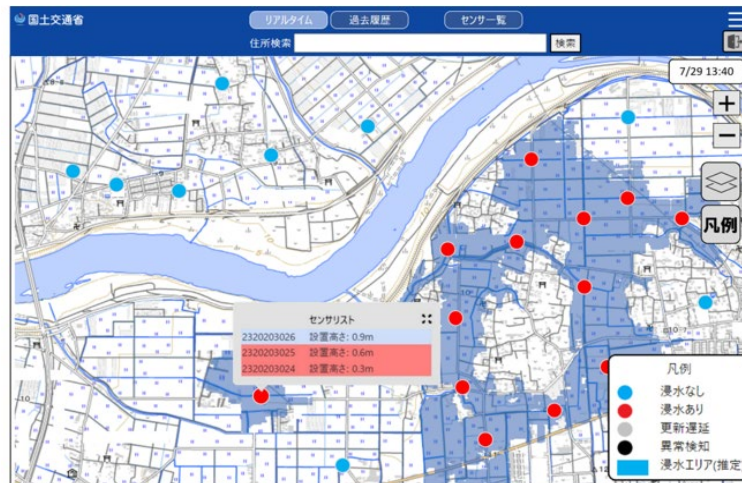 国土交通省
リアルタイム
過去履歴
センサ一覧
住所検索
検索
7/29 13:40
+
−
凡例
センサリスト
2320203026 設置高さ: 0.9m
2320203025 設置高さ: 0.6m
2320203024 設置高さ: 0.3m
凡例
浸水なし
浸水あり
更新遅延
異常検知
浸水エリア(推定)